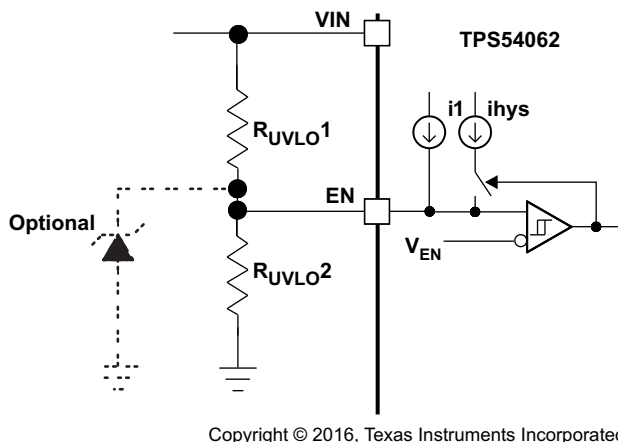 VIN
TPS54062
i1 ihys
RUVLO1
EN
Optional
VEN
RUVLO2
Copyright © 2016, Texas Instruments Incorporated